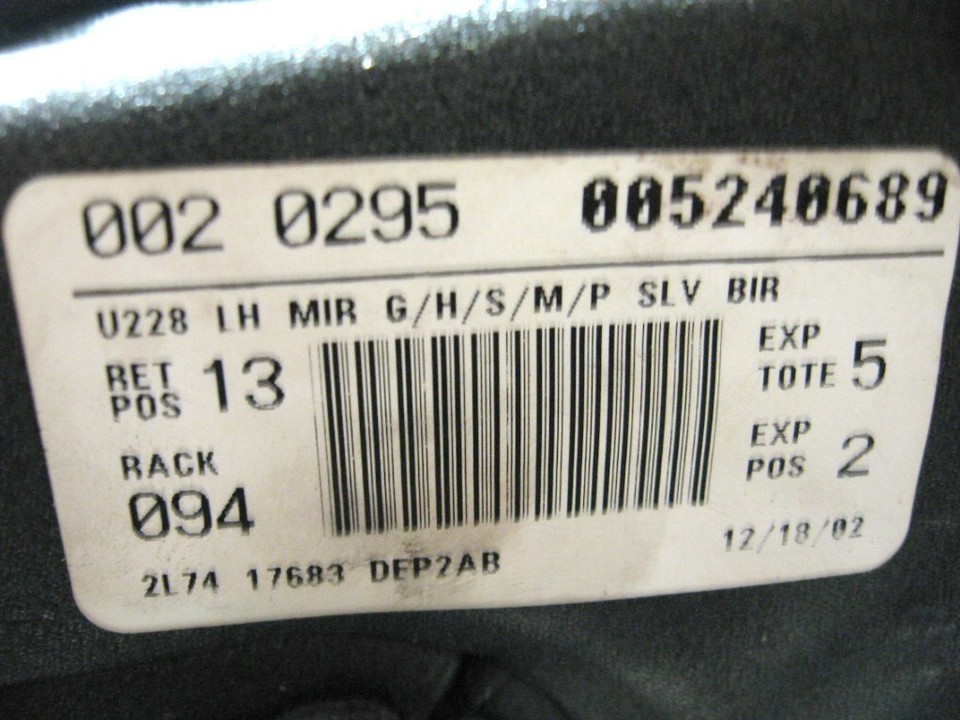 002 0295 005240689
U228 LH MIR G/H/S/M/P SLV BIR
RET POS 13
EXP TOTE 5
RACK 094
EXP POS 2
12/18/02
2L74 17683 DEP2AB